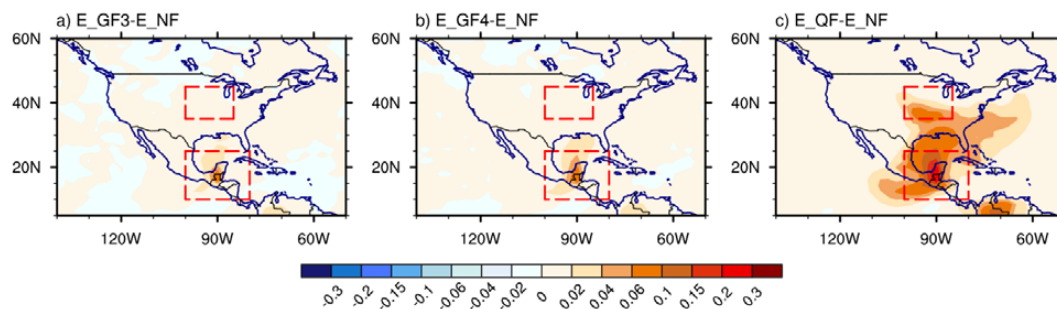 a) E_GF3-E_NF
b) E_GF4-E_NF
c) E_QF-E_NF
60N
60N
60N
40N
40N
40N
20N
20N
20N
120W 90W 60W
120W 90W 60W
120W 90W 60W
-0.3 -0.2 -0.15 -0.1 -0.06 -0.04 -0.02 0 0.02 0.04 0.06 0.1 0.15 0.2 0.3